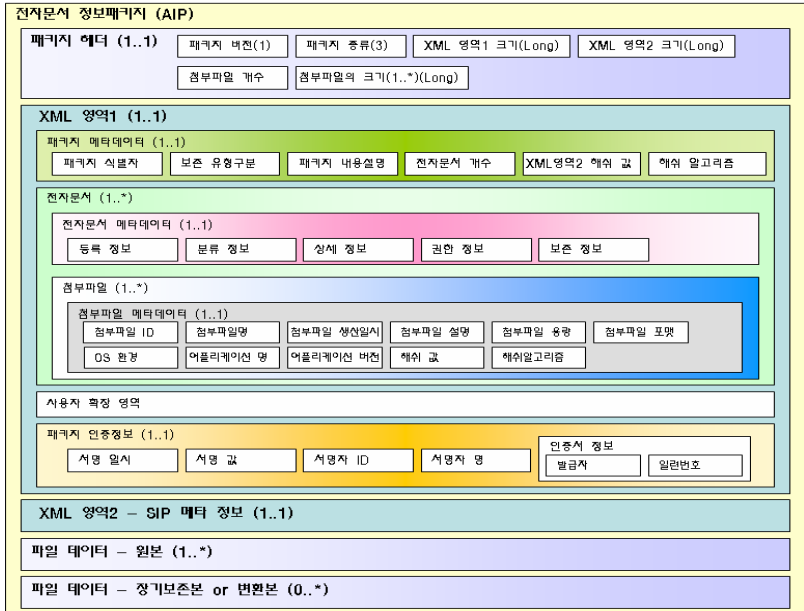 전자문서 정보패키지 (AIP)
패키지 헤더 (1..1)
패키지 버전(1) 패키지 종류(3) XML 영역1 크기(Long) XML 영역2 크기(Long)
첨부파일 개수 첨부파일의 크기(1..*)(Long)
XML 영역1 (1..1)
패키지 메타데이터 (1..1)
패키지 식별자 보존 유형구분 패키지 내용설명 전자문서 개수 XML영역2 해쉬 값 해쉬 알고리즘
전자문서 (1..*)
전자문서 메타데이터 (1..1)
등록 정보 분류 정보 상세 정보 권한 정보 보존 정보
첨부파일 (1..*)
첨부파일 메타데이터 (1..1)
첨부파일 ID 첨부파일명 첨부파일 생산일시 첨부파일 설명 첨부파일 용량 첨부파일 포맷
OS 환경 어플리케이션 명 어플리케이션 버전 해쉬 값 해쉬알고리즘
사용자 확장 영역
패키지 인증정보 (1..1)
서명 일시 서명 값 서명자 ID 서명자 명
인증서 정보
발급자 일련번호
XML 영역2 – SIP 메타 정보 (1..1)
파일 데이터 – 원본 (1..*)
파일 데이터 – 장기보존본 or 변환본 (0..*)